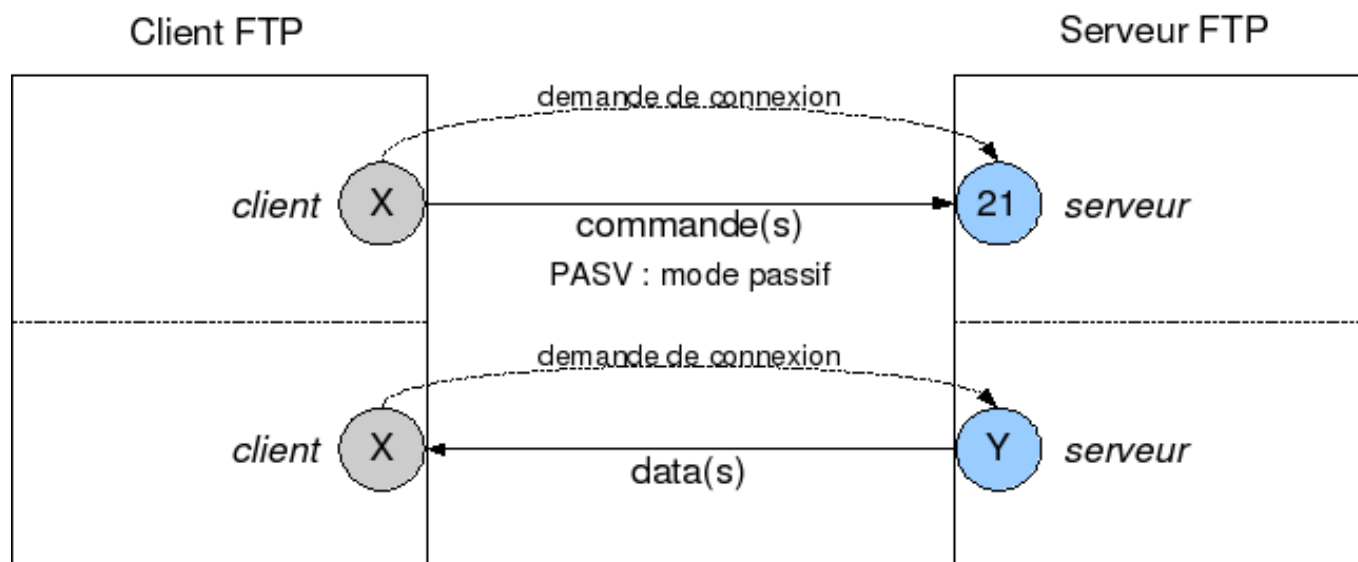 Client FTP
Serveur FTP
demande de connexion
client X
commande(s)
21 serveur
PASV : mode passif
demande de connexion
client X
data(s)
Y serveur